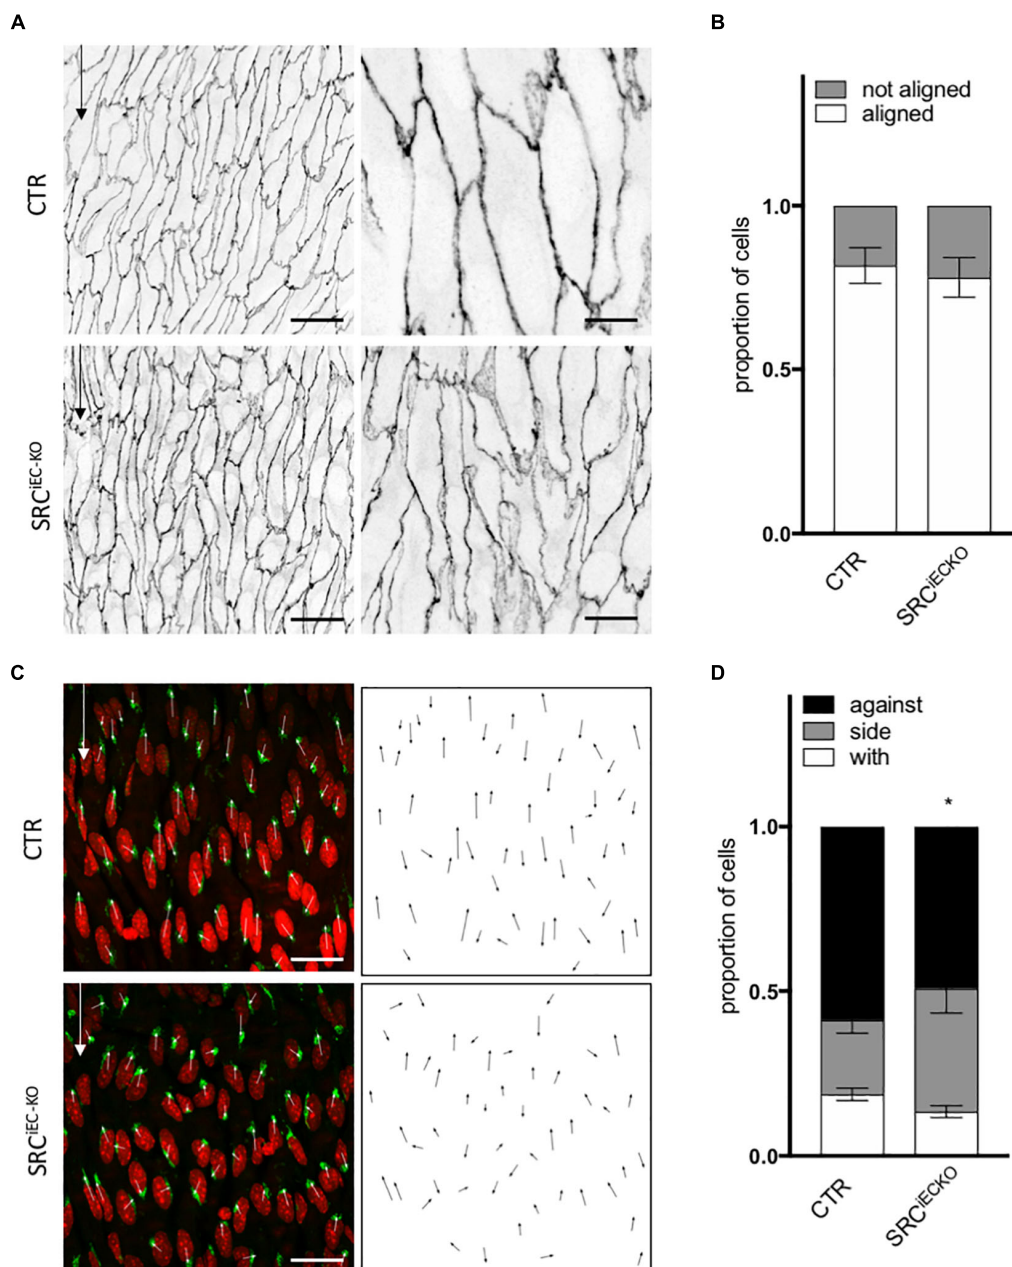 A
CTR
SRCiEC-KO
B
not aligned
aligned
proportion of cells
1.0
0.5
0.0
CTR
SRCiECKO
C
CTR
SRCiEC-KO
D
against
side
with
*
proportion of cells
1.0
0.5
0.0
CTR
SRCiECKO